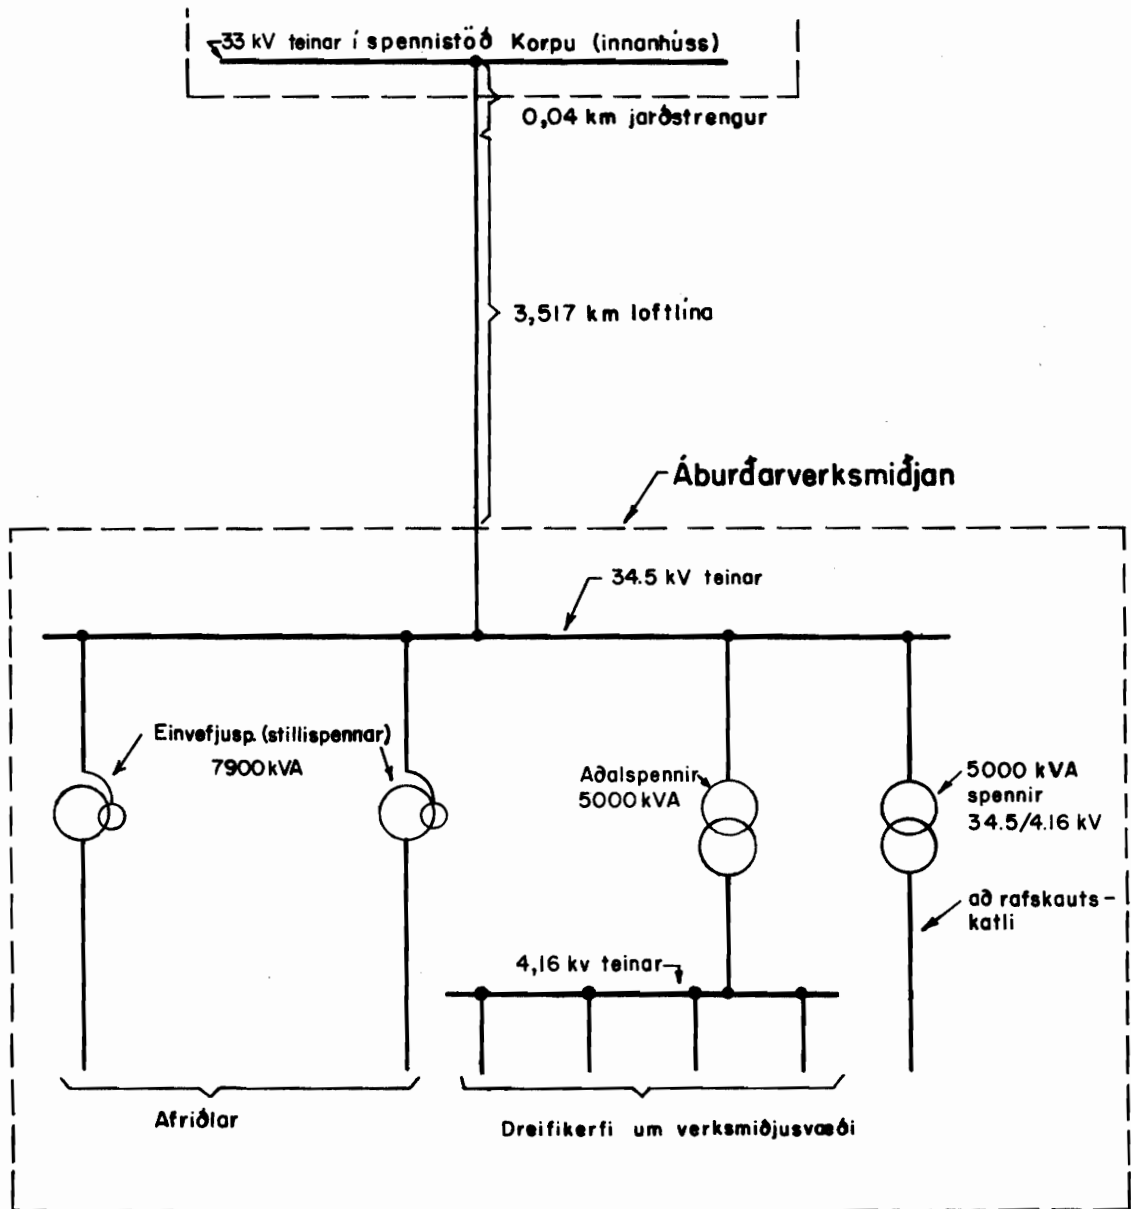 33 kV teinar í spennistöð Korpu (innanhúss)
0,04 km jarðstrengur
3,517 km loftlína
Áburðarverksmiðjan
34.5 kV teinar
Einvefjusp. (stillispennar)
7900 kVA
Aðalspennir
5000 kVA
5000 kVA
spennir
34.5/4.16 kV
að rafskauts-
katli
4,16 kv teinar
Afriðlar
Dreifikerfi um verksmiðjusvæði